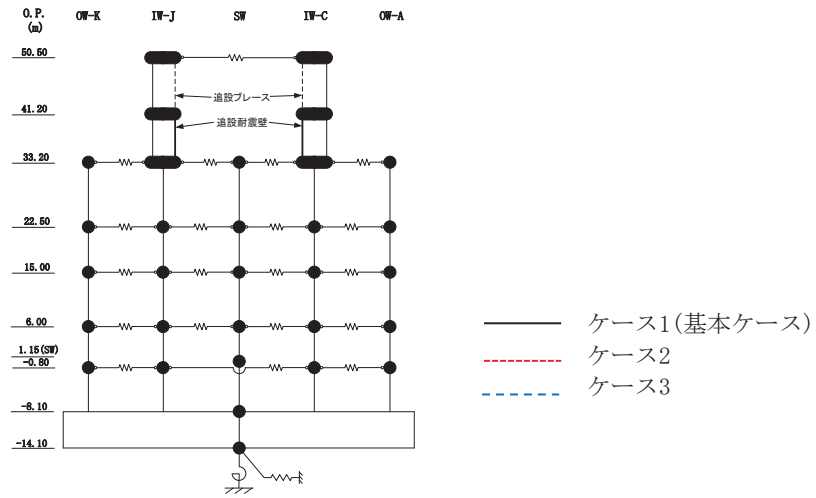 O.P.
(m)
OW-K IW-J SW IW-C OW-A
50.50
追設ブレース
41.20
追設耐震壁
33.20
22.50
15.00
6.00
1.15(SW)
-0.80
-8.10
-14.10
ケース1(基本ケース)
ケース2
ケース3